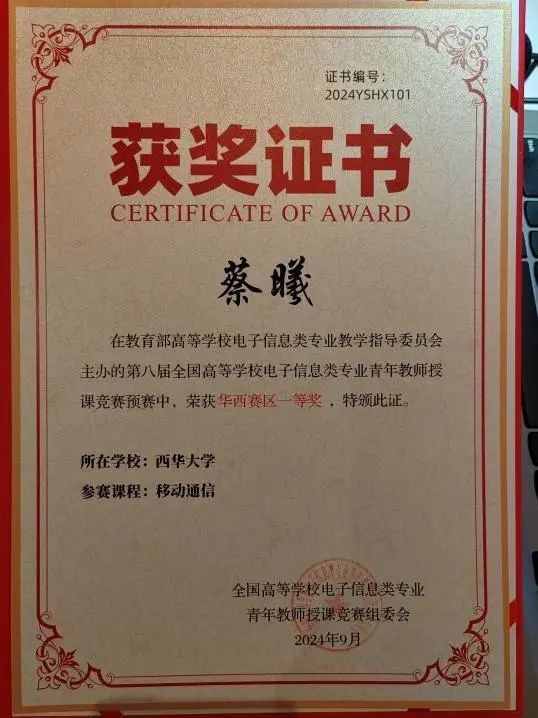 证书编号：
2024YSHX101
获奖证书
CERTIFICATE OF AWARD
蔡曦
在教育部高等学校电子信息类专业教学指导委员会
主办的第八届全国高等学校电子信息类专业青年教师授
课竞赛预赛中，荣获华西赛区一等奖，特颁此证。
所在学校：西华大学
参赛课程：移动通信
全国高等学校电子信息类专业
青年教师授课竞赛组委会
2024年9月